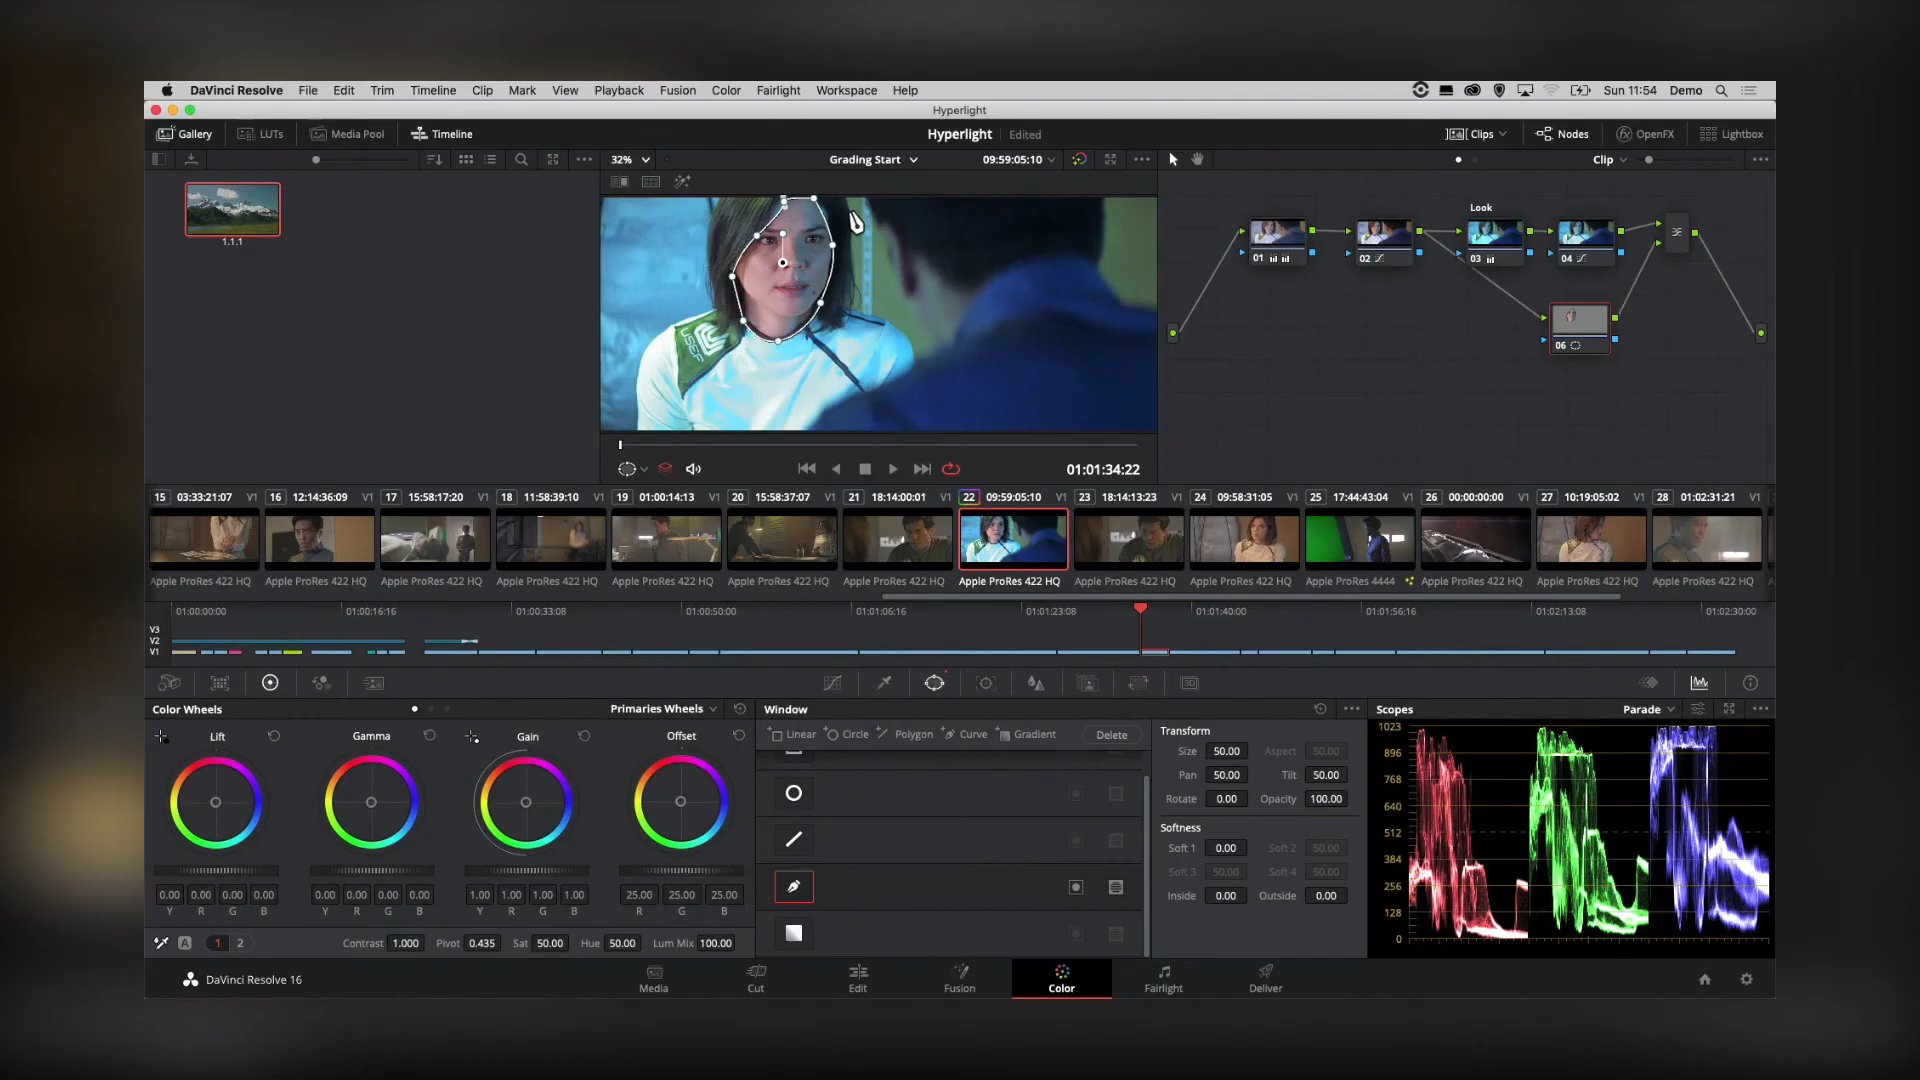 DaVinci Resolve File Edit Trim Timeline Clip Mark View Playback Fusion Color Fairlight Workspace Help Sun 11:54 Demo
Hyperlight
Gallery LUTs Media Pool Timeline Hyperlight Edited Clips Nodes OpenFX Lightbox
32% Grading Start 09:59:05:10 Clip
1.1.1
USEF
Look
01 02 03 04
06
01:01:34:22
15 03:33:21:07 V1 16 12:14:36:09 V1 17 15:58:17:20 V1 18 11:58:39:10 V1 19 01:00:14:13 V1 20 15:58:37:07 V1 21 18:14:00:01 V1 22 09:59:05:10 V1 23 18:14:13:23 V1 24 09:58:31:05 V1 25 17:44:43:04 V1 26 00:00:00:00 V1 27 10:19:05:02 V1 28 01:02:31:21 V1
Apple ProRes 422 HQ Apple ProRes 422 HQ Apple ProRes 422 HQ Apple ProRes 422 HQ Apple ProRes 422 HQ Apple ProRes 422 HQ Apple ProRes 422 HQ Apple ProRes 422 HQ Apple ProRes 422 HQ Apple ProRes 422 HQ Apple ProRes 4444 Apple ProRes 422 HQ Apple ProRes 422 HQ Apple ProRes 422 HQ
01:00:00:00 01:00:16:16 01:00:33:08 01:00:50:00 01:01:06:16 01:01:23:08 01:01:40:00 01:01:56:16 01:02:13:08 01:02:30:00
V3
V2
V1
Color Wheels Primaries Wheels Window Scopes Parade
Lift Gamma Gain Offset
Linear Circle Polygon Curve Gradient Delete
Transform
Size 50.00 Aspect 50.00
Pan 50.00 Tilt 50.00
Rotate 0.00 Opacity 100.00
Softness
Soft 1 0.00 Soft 2 50.00
Soft 3 50.00 Soft 4 50.00
Inside 0.00 Outside 0.00
1023
896
768
640
512
384
256
128
0
0.00 0.00 0.00 0.00 0.00 0.00 0.00 0.00 1.00 1.00 1.00 1.00 25.00 25.00 25.00
Y R G B Y R G B Y R G B R G B
A 1 2 Contrast 1.000 Pivot 0.435 Sat 50.00 Hue 50.00 Lum Mix 100.00
DaVinci Resolve 16 Media Cut Edit Fusion Color Fairlight Deliver